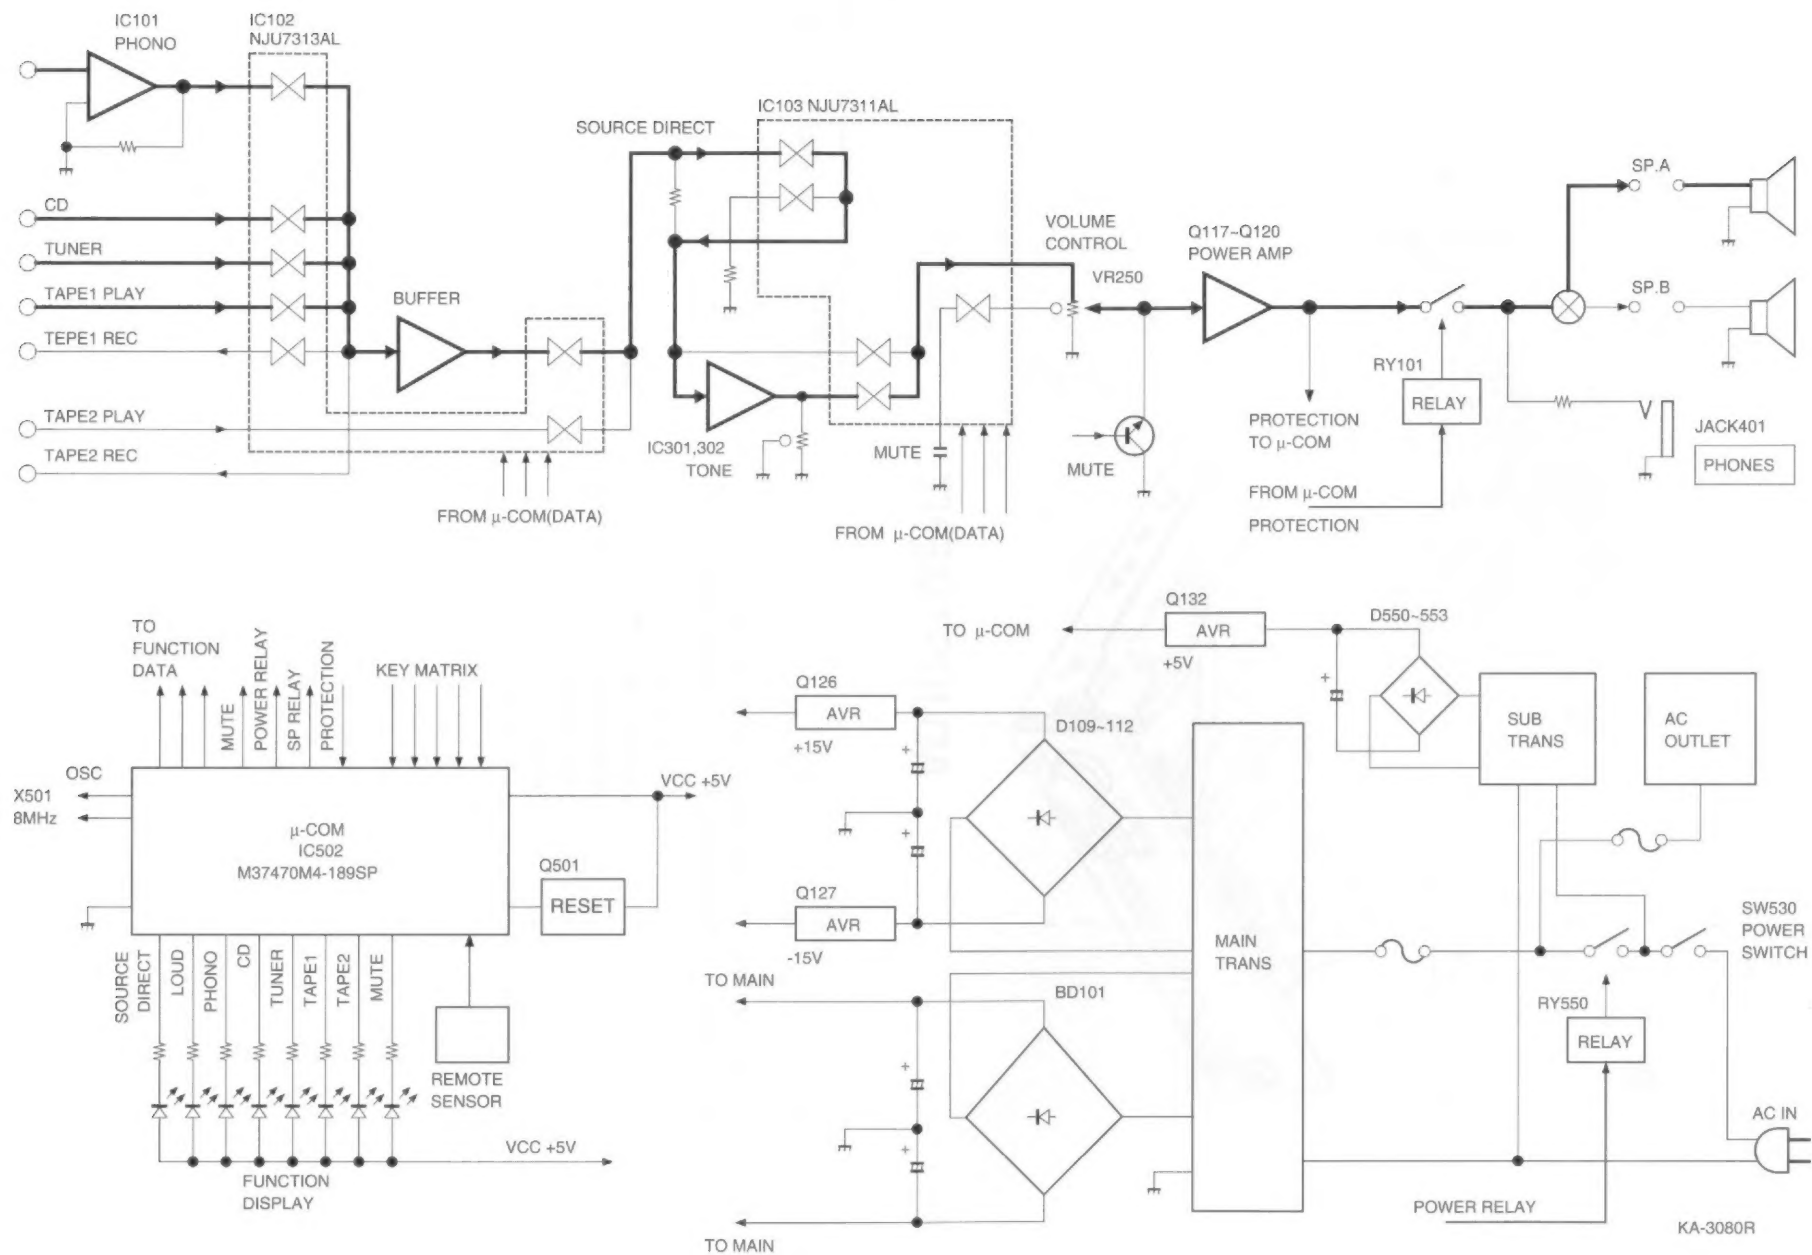 IC101
PHONO
IC102
NJU7313AL
CD
TUNER
TAPE1 PLAY
TEPE1 REC
TAPE2 PLAY
TAPE2 REC
BUFFER
FROM μ-COM(DATA)
SOURCE DIRECT
IC103 NJU7311AL
IC301,302
TONE
MUTE
FROM μ-COM(DATA)
VOLUME
CONTROL
VR250
MUTE
Q117~Q120
POWER AMP
PROTECTION
TO μ-COM
RY101
RELAY
FROM μ-COM
PROTECTION
SP.A
SP.B
JACK401
PHONES
TO
FUNCTION
DATA
MUTE
POWER RELAY
SP RELAY
PROTECTION
KEY MATRIX
OSC
X501
8MHz
μ-COM
IC502
M37470M4-189SP
VCC +5V
Q501
RESET
SOURCE
DIRECT
LOUD
PHONO
CD
TUNER
TAPE1
TAPE2
MUTE
REMOTE
SENSOR
VCC +5V
FUNCTION
DISPLAY
TO μ-COM
Q132
AVR
+5V
D550~553
SUB
TRANS
AC
OUTLET
Q126
AVR
+15V
D109~112
Q127
AVR
-15V
TO MAIN
BD101
TO MAIN
MAIN
TRANS
SW530
POWER
SWITCH
RY550
RELAY
AC IN
POWER RELAY
KA-3080R
+
+
+
+
+